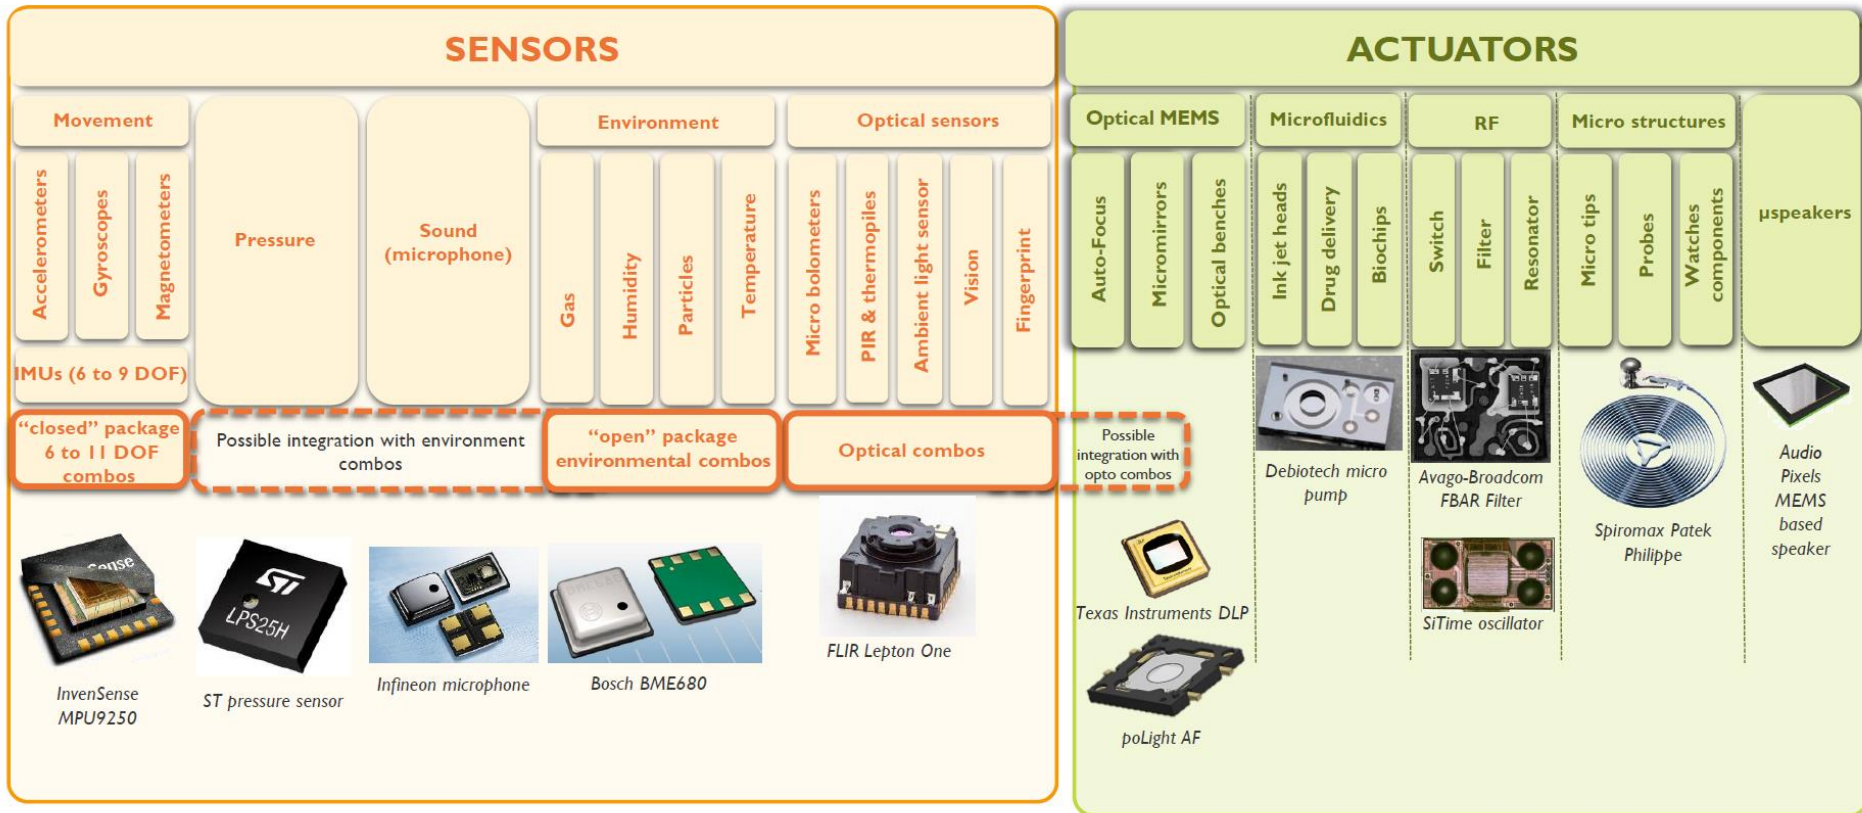 SENSORS
ACTUATORS
Movement
Accelerometers
Gyroscopes
Magnetometers
IMUs (6 to 9 DOF)
Pressure
Sound
(microphone)
Environment
Gas
Humidity
Particles
Temperature
Optical sensors
Micro bolometers
PIR & thermopiles
Ambient light sensor
Vision
Fingerprint
Optical MEMS
Auto-Focus
Micromirrors
Optical benches
Microfluidics
Ink jet heads
Drug delivery
Biochips
RF
Switch
Filter
Resonator
Micro structures
Micro tips
Probes
Watches
components
µspeakers
“closed” package
6 to 11 DOF
combos
Possible integration with environment
combos
“open” package
environmental combos
Optical combos
Possible
integration with
opto combos
ST
LPS25H
InvenSense
MPU9250
ST pressure sensor
Infineon microphone
Bosch BME680
FLIR Lepton One
Texas Instruments DLP
poLight AF
Debiotech micro
pump
Avago-Broadcom
FBAR Filter
SiTime oscillator
Spiromax Patek
Philippe
Audio
Pixels
MEMS
based
speaker